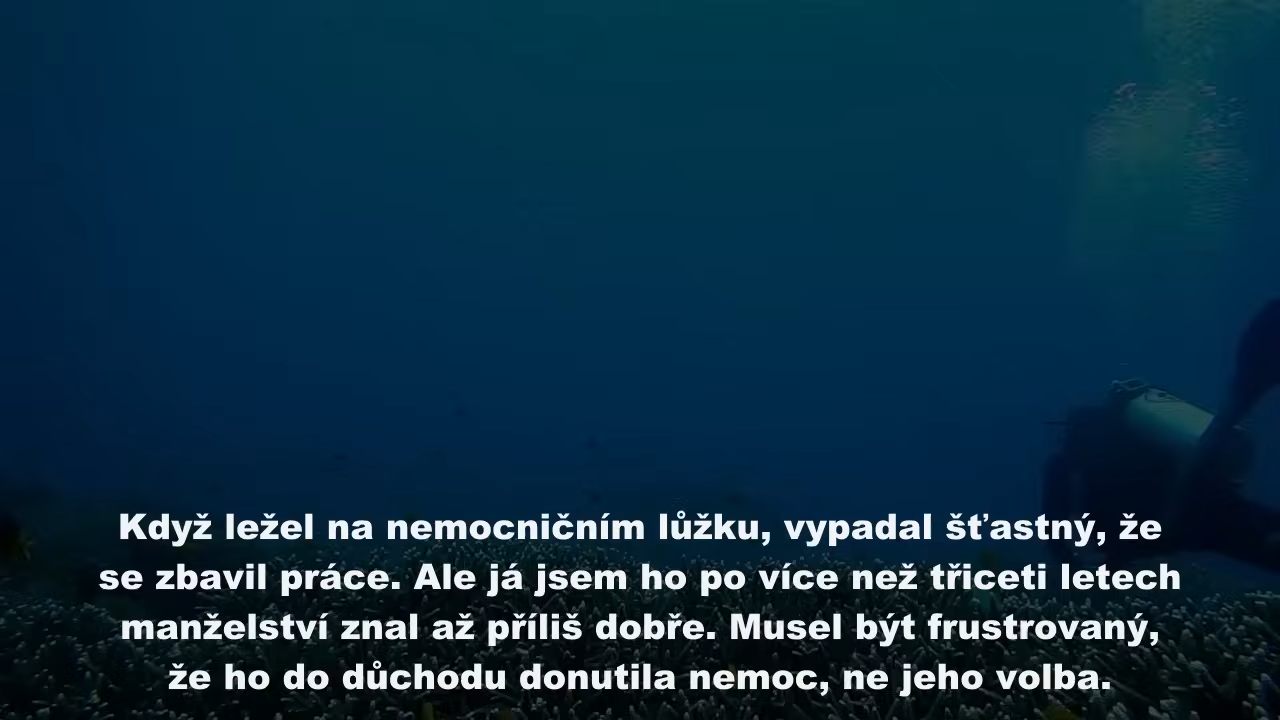 Když ležel na nemocničním lůžku, vypadal šťastný, že
se zbavil práce. Ale já jsem ho po více než třiceti letech
manželství znal až příliš dobře. Musel být frustrovaný,
že ho do důchodu donutila nemoc, ne jeho volba.